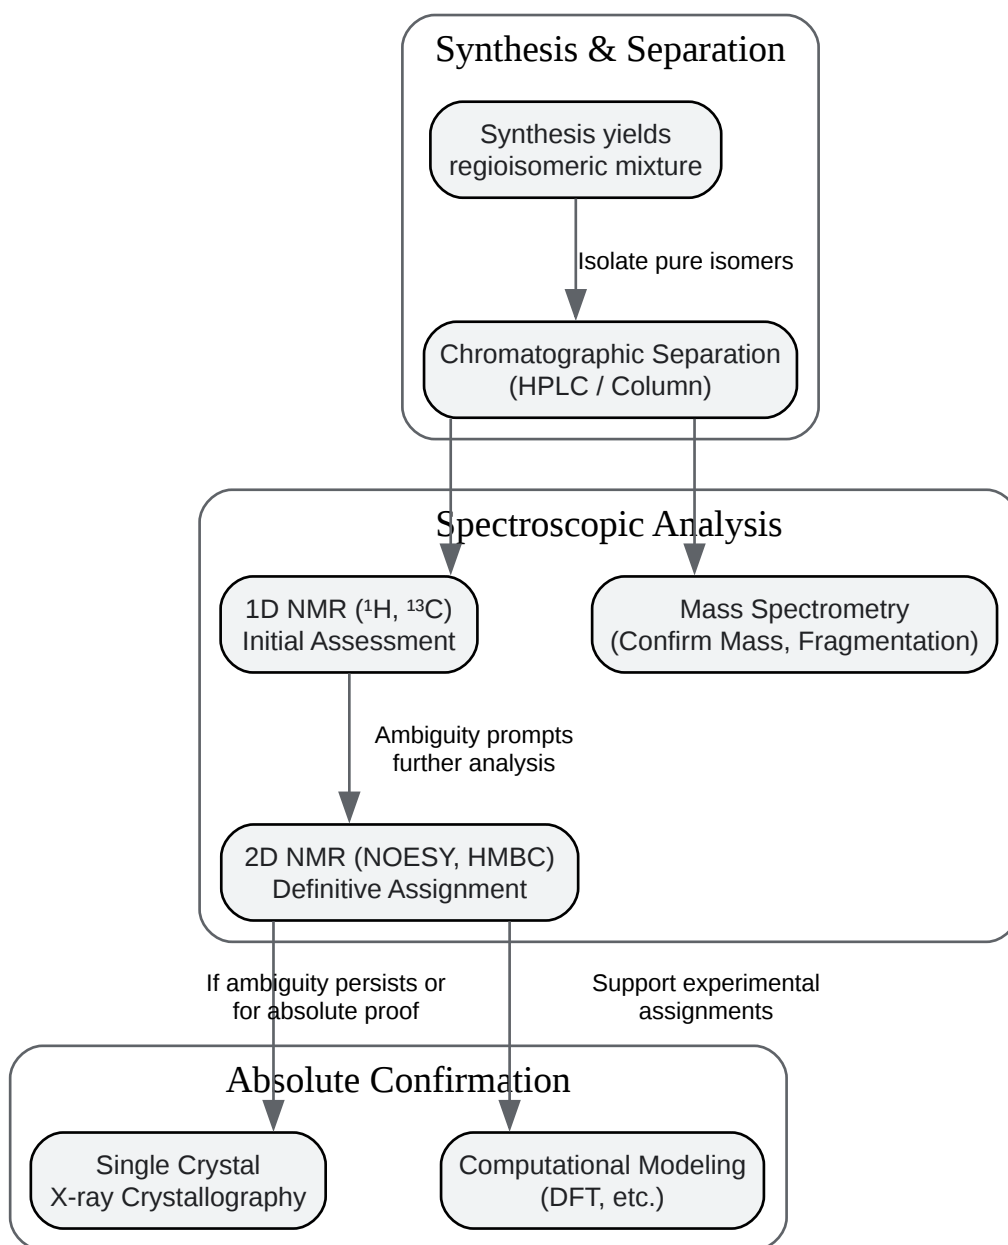 Synthesis & Separation
Synthesis yields
regioisomeric mixture
Isolate pure isomers
Chromatographic Separation
(HPLC / Column)
Spectroscopic Analysis
1D NMR (¹H, ¹³C)
Initial Assessment
Mass Spectrometry
(Confirm Mass, Fragmentation)
Ambiguity prompts
further analysis
2D NMR (NOESY, HMBC)
Definitive Assignment
If ambiguity persists or
for absolute proof
Support experimental
assignments
Absolute Confirmation
Single Crystal
X-ray Crystallography
Computational Modeling
(DFT, etc.)